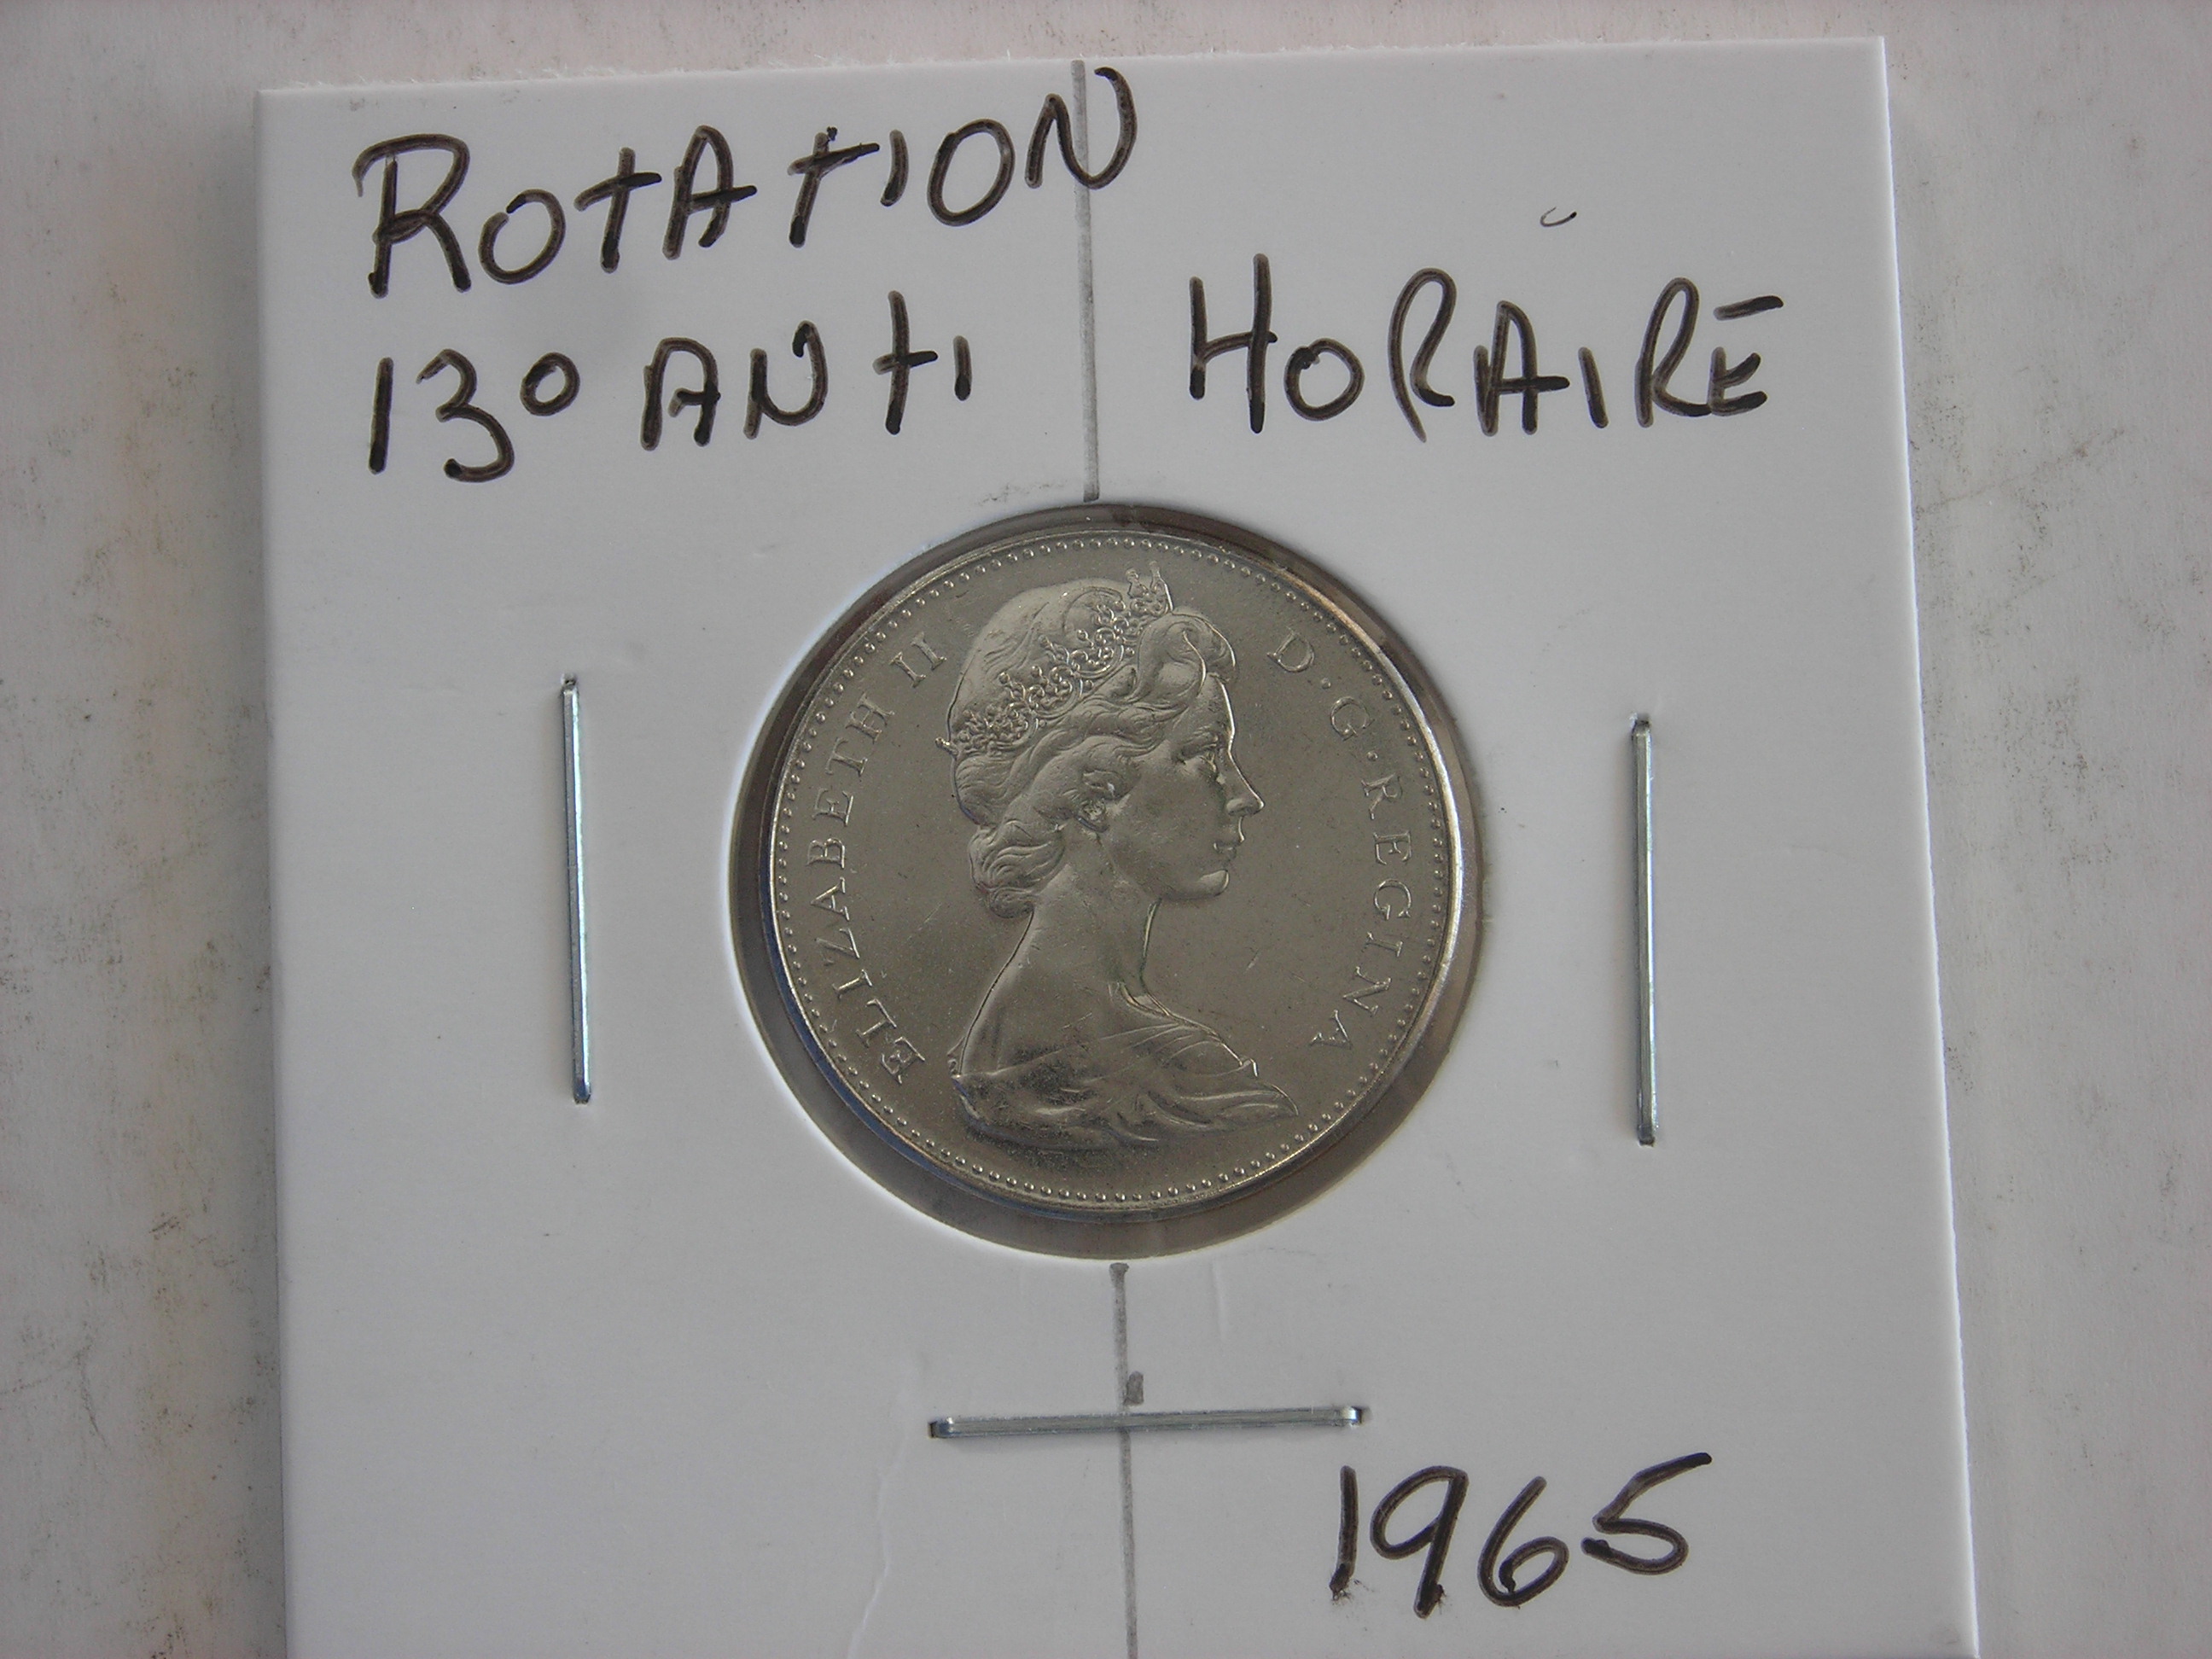 ROTATION
13° ANTI HORAIRE
ELIZABETH II D·G·REGINA
1965